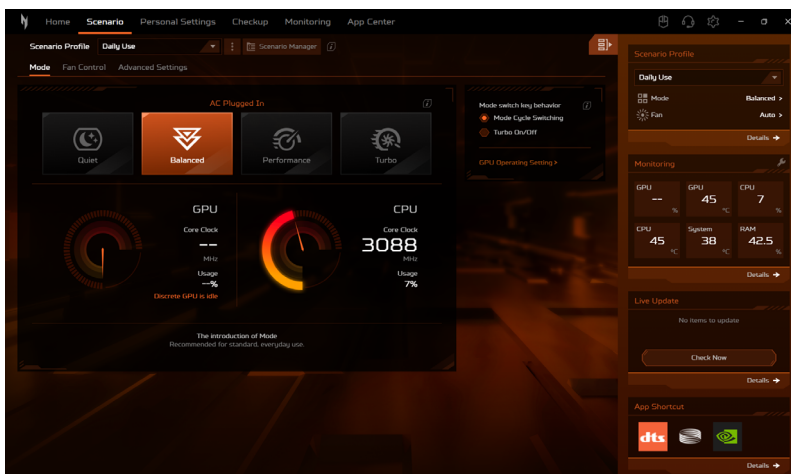 Home Scenario Personal Settings Checkup Monitoring App Center
Scenario Profile Daily Use Scenario Manager
Mode Fan Control Advanced Settings
AC Plugged In
Quiet Balanced Performance Turbo
Mode switch key behavior
Mode Cycle Switching
Turbo On/Off
GPU Operating Setting >
GPU
Core Clock
--
MHz
Usage
--%
Discrete GPU is idle
CPU
Core Clock
3088
MHz
Usage
7%
The introduction of Mode
Recommended for standard, everyday use.
Scenario Profile
Daily Use
Mode Balanced >
Fan Auto >
Details →
Monitoring
GPU GPU CPU
-- 45 7
% °C %
CPU System RAM
45 38 42.5
°C °C %
Details →
Live Update
No items to update
Check Now
Details →
App Shortcut
dts
Details →